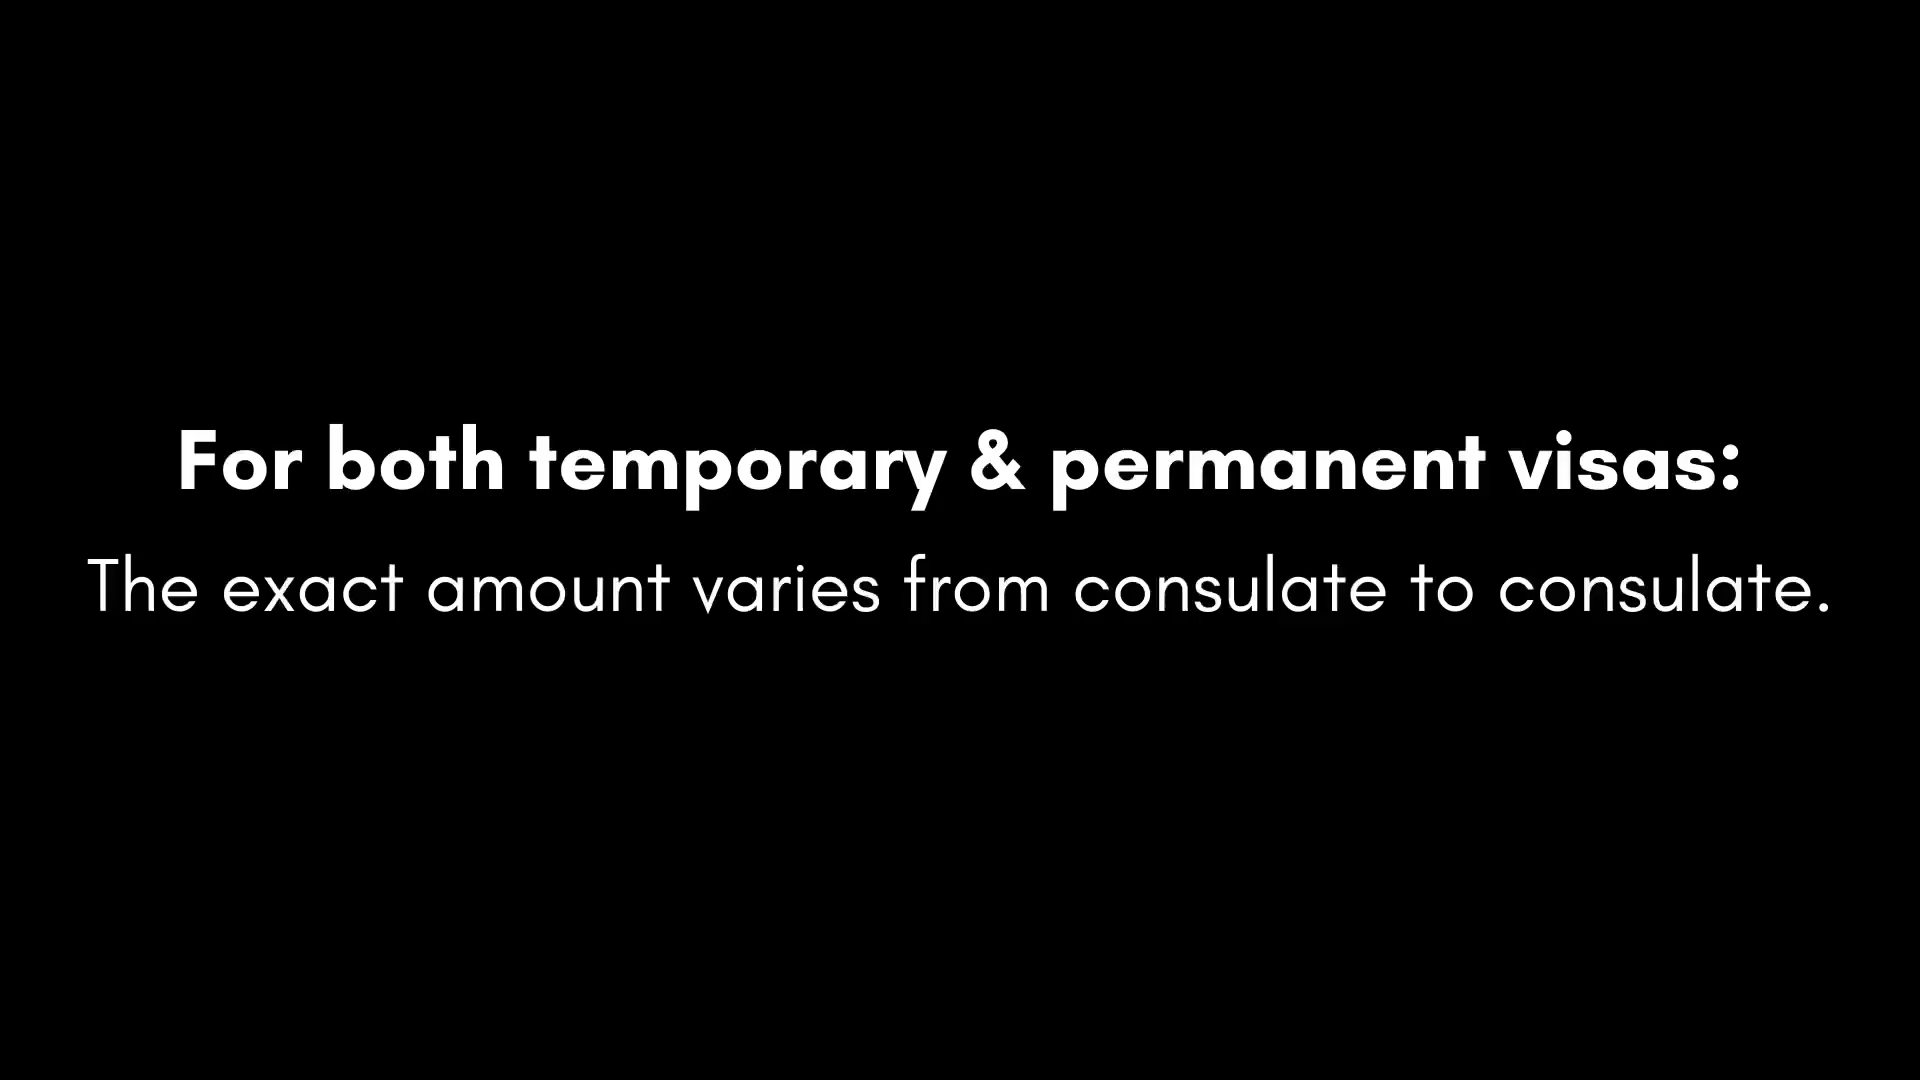 For both temporary & permanent visas:
The exact amount varies from consulate to consulate.